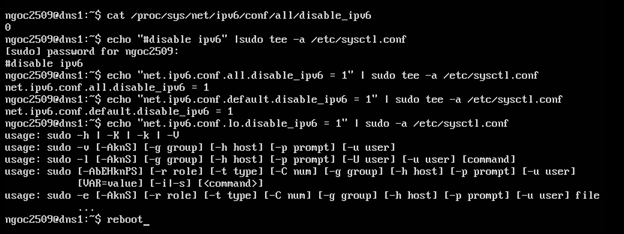 ngoc2509@dns1:~$ cat /proc/sys/net/ipv6/conf/all/disable_ipv6
0
ngoc2509@dns1:~$ echo "#disable ipv6" |sudo tee -a /etc/sysctl.conf
[sudo] password for ngoc2509:
#disable ipv6
ngoc2509@dns1:~$ echo "net.ipv6.conf.all.disable_ipv6 = 1" | sudo tee -a /etc/sysctl.conf
net.ipv6.conf.all.disable_ipv6 = 1
ngoc2509@dns1:~$ echo "net.ipv6.conf.default.disable_ipv6 = 1" | sudo tee -a /etc/sysctl.conf
net.ipv6.conf.default.disable_ipv6 = 1
ngoc2509@dns1:~$ echo "net.ipv6.conf.lo.disable_ipv6 = 1" | sudo -a /etc/sysctl.conf
usage: sudo -h | -K | -k | -V
usage: sudo -v [-AknS] [-g group] [-h host] [-p prompt] [-u user]
usage: sudo -l [-AknS] [-g group] [-h host] [-p prompt] [-U user] [-u user] [command]
usage: sudo [-AbEHknPS] [-r role] [-t type] [-C num] [-g group] [-h host] [-p prompt] [-u user]
[VAR=value] [-i|-s] [<command>]
usage: sudo -e [-AknS] [-r role] [-t type] [-C num] [-g group] [-h host] [-p prompt] [-u user] file
...
ngoc2509@dns1:~$ reboot_